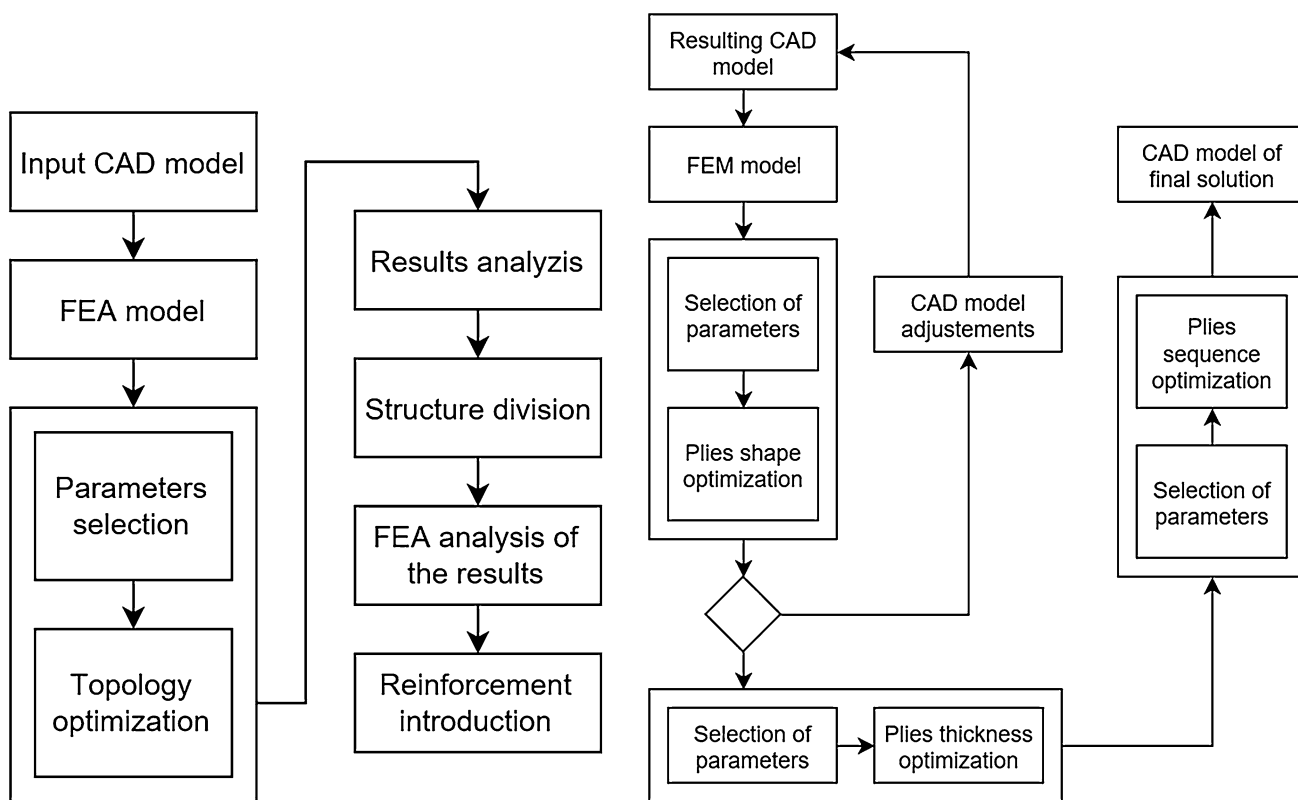 Input CAD model
FEA model
Parameters
selection
Topology
optimization
Results analyzis
Structure division
FEA analysis of
the results
Reinforcement
introduction
Resulting CAD
model
FEM model
Selection of
parameters
Plies shape
optimization
CAD model
adjustements
Selection of
parameters
Plies thickness
optimization
Selection of
parameters
Plies
sequence
optimization
CAD model of
final solution